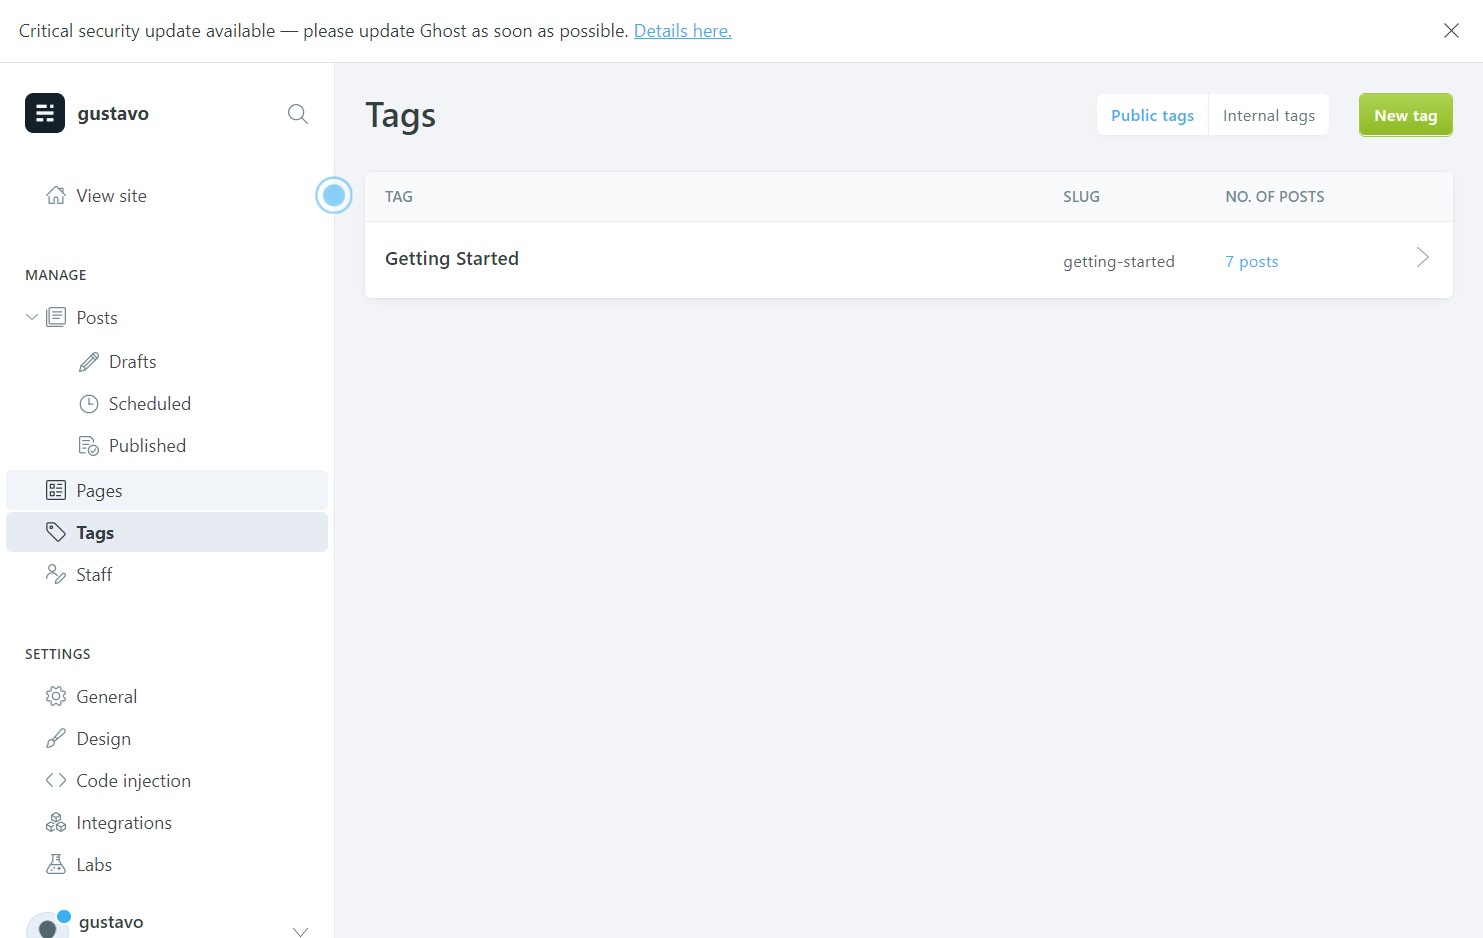 Critical security update available — please update Ghost as soon as possible. Details here.
gustavo
View site
MANAGE
Posts
Drafts
Scheduled
Published
Pages
Tags
Staff
SETTINGS
General
Design
Code injection
Integrations
Labs
gustavo
Tags
Public tags
Internal tags
New tag
TAG SLUG NO. OF POSTS
Getting Started getting-started 7 posts